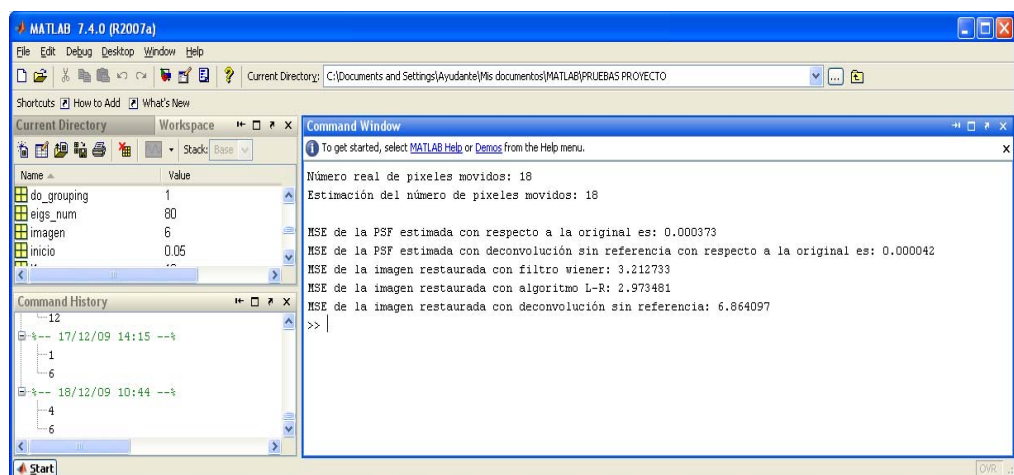 MATLAB 7.4.0 (R2007a)
File Edit Debug Desktop Window Help
Current Directory: C:\Documents and Settings\Ayudante\Mis documentos\MATLAB\PRUEBAS PROYECTO
Shortcuts How to Add What's New
Current Directory Workspace
Stack: Base
Name Value
do_grouping 1
eigs_num 80
imagen 6
inicio 0.05
Command History
12
%-- 17/12/09 14:15 --%
1
6
%-- 18/12/09 10:44 --%
4
6
Command Window
To get started, select MATLAB Help or Demos from the Help menu.
Número real de pixeles movidos: 18
Estimación del número de pixeles movidos: 18
MSE de la PSF estimada con respecto a la original es: 0.000373
MSE de la PSF estimada con deconvolución sin referencia con respecto a la original es: 0.000042
MSE de la imagen restaurada con filtro wiener: 3.212733
MSE de la imagen restaurada con algoritmo L-R: 2.973481
MSE de la imagen restaurada con deconvolución sin referencia: 6.864097
>>
Start
OVR